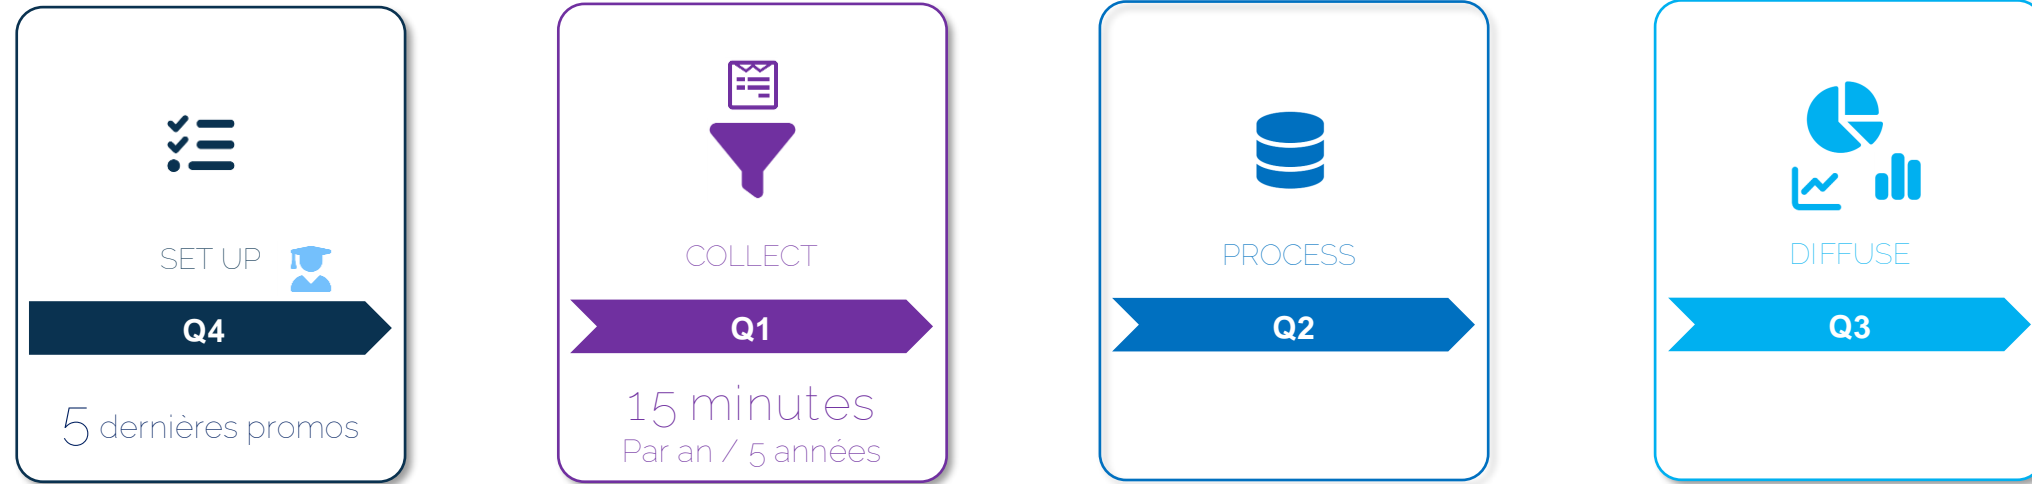 SET UP
Q4
5 dernières promos
COLLECT
Q1
15 minutes
Par an / 5 années
PROCESS
Q2
DIFFUSE
Q3